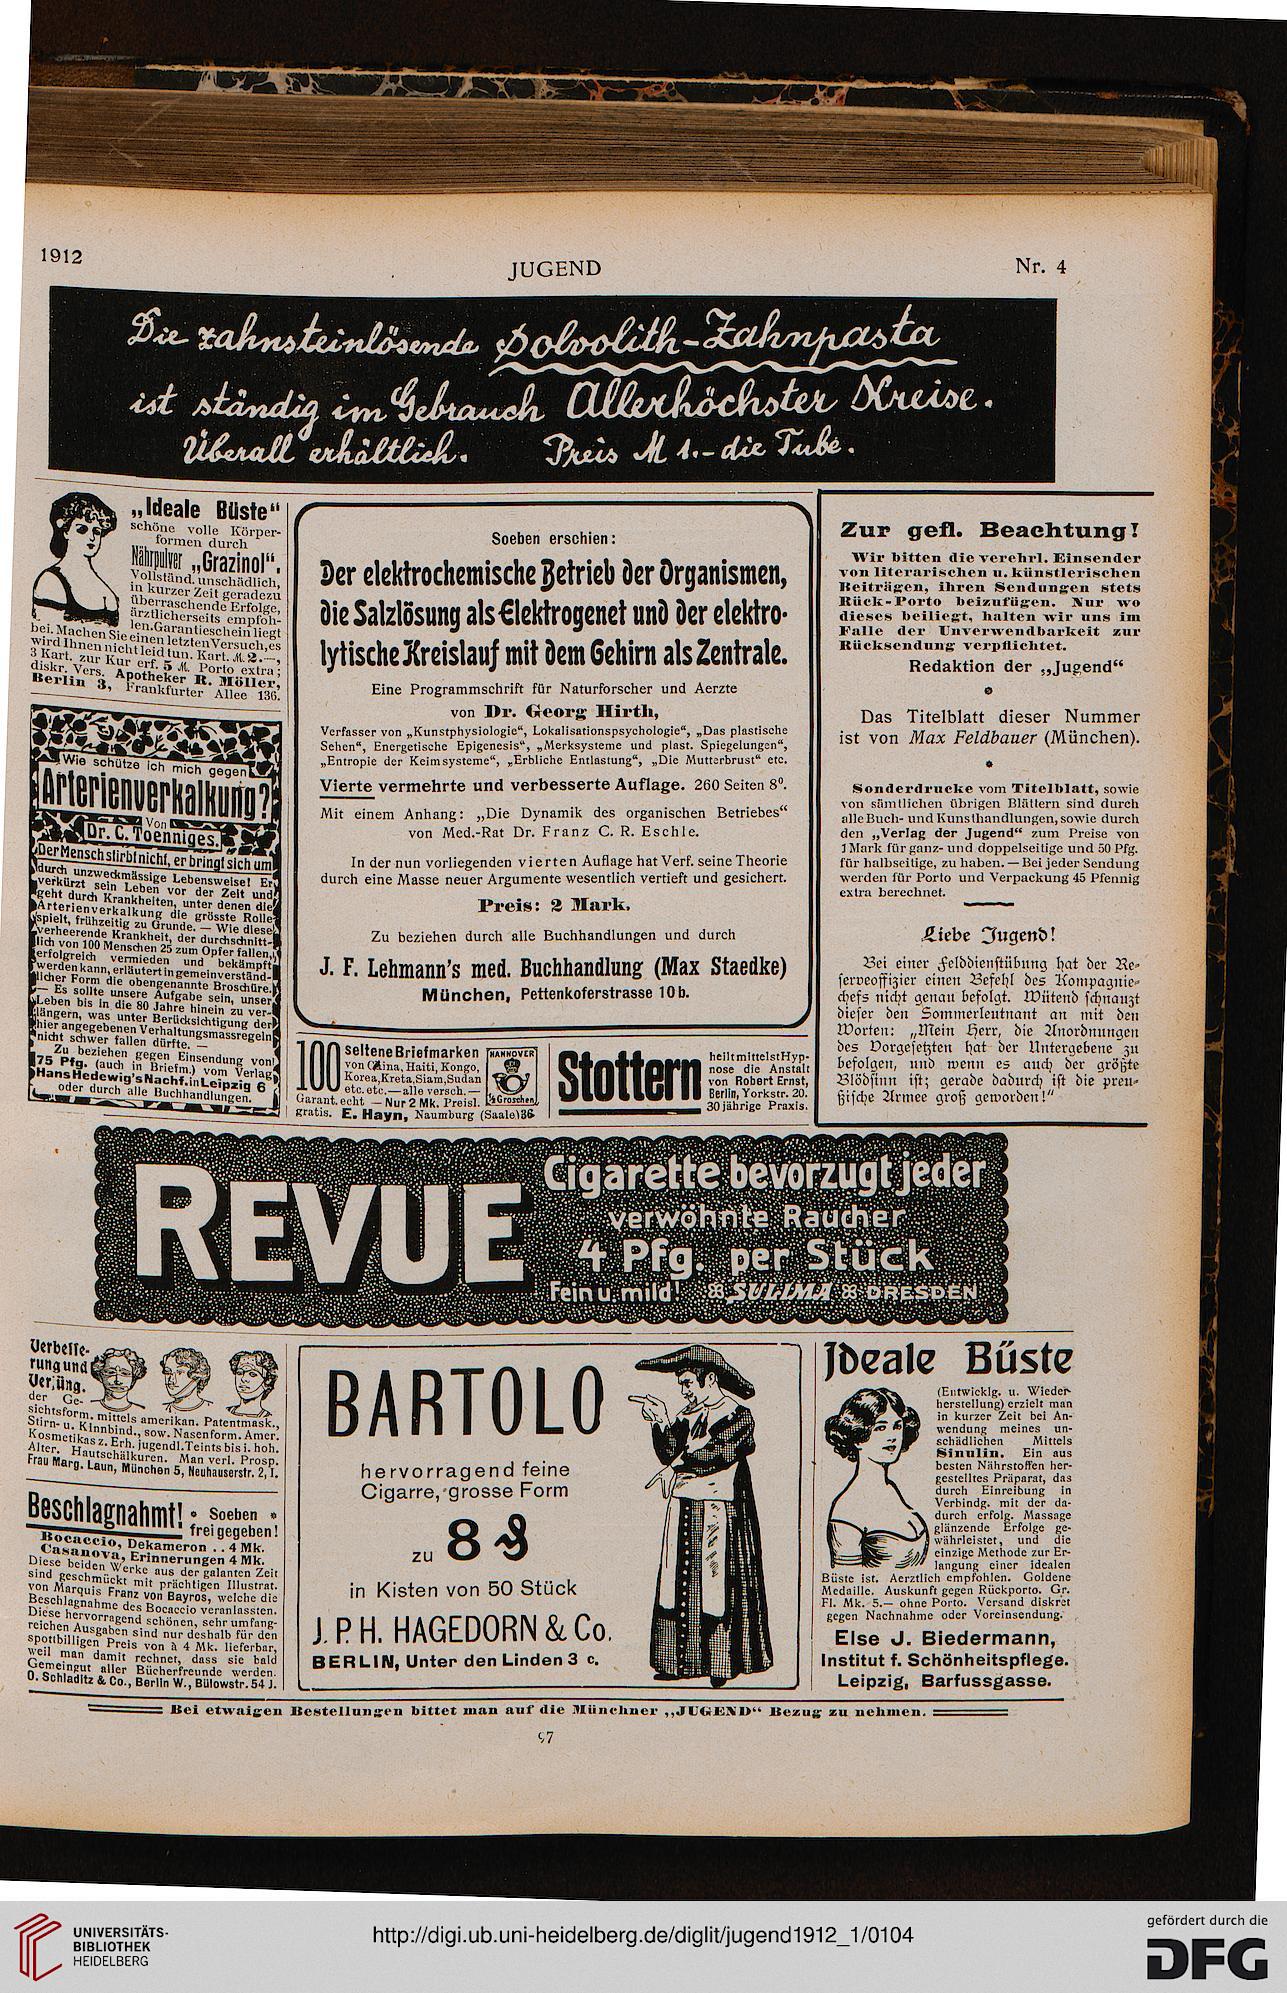 1912
JUGEND
Nr. 4
Die zahnsteinlösende Solvolith-Zahnpasta
ist ständig im Gebrauch Allerhöchster Kreise.
Überall erhältlich. Preis M 1.- die Tube.
„Ideale Büste“
schöne volle Körper-
formen durch
Nährpulver „Grazinol“.
Vollständ. unschädlich,
in kurzer Zeit geradezu
überraschende Erfolge,
ärztlicherseits empfoh-
len. Garantieschein liegt
bei. Machen Sie einen letzten Versuch, es
wird Ihnen nicht leid tun. Kart. M. 2.—,
3 Kart. zur Kur erf. 5 M. Porto extra;
diskr. Vers. Apotheker R. Möller,
Berlin 3, Frankfurter Allee 136.
Wie schütze ich mich gegen
Arterienverkalkung?
Von
Dr. C. Toenniges.
Der Mensch stirbt nicht, er bringt sich um
durch unzweckmässige Lebensweise! Er
verkürzt sein Leben vor der Zeit und
geht durch Krankheiten, unter denen die
Arterienverkalkung die grösste Rolle
spielt, frühzeitig zu Grunde. — Wie diese
verheerende Krankheit, der durchschnitt-
lich von 100 Menschen 25 zum Opfer fallen,
erfolgreich vermieden und bekämpft
werden kann, erläutert in gemeinverständ-
licher Form die obengenannte Broschüre.
— Es sollte unsere Aufgabe sein, unser
Leben bis in die 80 Jahre hinein zu ver-
längern, was unter Berücksichtigung der
hier angegebenen Verhaltungsmassregeln
nicht schwer fallen dürfte. —
Zu beziehen gegen Einsendung von
75 Pfg. (auch in Briefm.) vom Verlag
Hans Hedewig's Nachf. in Leipzig 6
oder durch alle Buchhandlungen.
Soeben erschien:
Der elektrochemische Betrieb der Organismen,
die Salzlösung als Elektrogenet und der elektro-
lytische Kreislauf mit dem Gehirn als Zentrale.
Eine Programmschrift für Naturforscher und Aerzte
von Dr. Georg Hirth,
Verfasser von „Kunstphysiologie“, Lokalisationspsychologie“, „Das plastische
Sehen“, Energetische Epigenesis“, „Merksysteme und plast. Spiegelungen“,
„Entropie der Keimsysteme“, „Erbliche Entlastung“, „Die Mutterbrust“ etc.
Vierte vermehrte und verbesserte Auflage. 260 Seiten 8º.
Mit einem Anhang: „Die Dynamik des organischen Betriebes“
von Med.-Rat Dr. Franz C. R. Eschle.
In der nun vorliegenden vierten Auflage hat Verf. seine Theorie
durch eine Masse neuer Argumente wesentlich vertieft und gesichert.
Preis: 2 Mark.
Zu beziehen durch alle Buchhandlungen und durch
J. F. Lehmann's med. Buchhandlung (Max Staedke)
München, Pettenkoferstrasse 10 b.
100 Seltene Briefmarken
von China, Haiti, Kongo,
Korea, Kreta, Siam, Sudan
etc. etc. — alle versch. —
Garant. echt — Nur 2 Mk. Preisl.
gratis. E. Hayn, Naumburg (Saale) 36
HANNOVER
½ Groschen
Stottern
heilt mittelst Hyp-
nose die Anstalt
von Robert Ernst,
Berlin, Yorkstr. 20.
30 jährige Praxis.
Zur gefl. Beachtung!
Wir bitten die verehrl. Einsender
von literarischen u. künstlerischen
Beiträgen, ihren Sendungen stets
Rück-Porto beizufügen. Nur wo
dieses beiliegt, halten wir uns im
Falle der Unverwendbarkeit zur
Rücksendung verpflichtet.
Redaktion der „Jugend“
Das Titelblatt dieser Nummer
ist von Max Feldbauer (München).
Sonderdrucke vom Titelblatt, sowie
von sämtlichen übrigen Blättern sind durch
alle Buch- und Kunsthandlungen, sowie durch
den „Verlag der Jugend“ zum Preise von
1 Mark für ganz- und doppelseitige und 50 Pfg.
für halbseitige, zu haben. — Bei jeder Sendung
werden für Porto und Verpackung 45 Pfennig
extra berechnet.
Liebe Jugend!
Bei einer Felddienstübung hat der Re-
serveoffizier einen Befehl des Kompagnie-
chefs nicht genau befolgt. Wütend schnauzt
dieser den Sommerleutnant an mit den
Worten: „Mein Herr, die Anordnungen
des Vorgesetzten hat der Untergebene zu
befolgen, und wenn es auch der größte
Blödsinn ist; gerade dadurch ist die preu-
ßische Armee groß geworden!“
REVUE
Cigarette bevorzugt jeder
verwöhnte Raucher
4 Pfg. per Stück
Fein u. mild! SULIMA DRESDEN
Verbesse-
rung und
Verjüng.
der Ge-
sichtsform. mittels amerikan. Patentmask.,
Stirn- u. Kinnbind., sow. Nasenform. Amer.
Kosmetikas z. Erh. jugendl. Teints bis i. hoh.
Alter. Hautschälkuren. Man verl. Prosp.
Frau Marg. Laun, München 5, Neuhauserstr. 2, I.
Beschlagnahmt! * Soeben *
frei gegeben!
Bocaccio, Dekameron . . 4 Mk.
Casanova, Erinnerungen 4 Mk.
Diese beiden Werke aus der galanten Zeit
sind geschmückt mit prächtigen Illustrat.
von Marquis Franz von Bayros, welche die
Beschlagnahme des Bocaccio veranlassten.
Diese hervorragend schönen, sehr umfang-
reichen Ausgaben sind nur deshalb für den
spottbilligen Preis von à 4 Mk. lieferbar,
weil man damit rechnet, dass sie bald
Gemeingut aller Bücherfreunde werden.
O. Schladitz & Co., Berlin W., Bülowstr. 54 J.
BARTOLO
hervorragend feine
Cigarre, grosse Form
zu 8 ₰
in Kisten von 50 Stück
J. P. H. HAGEDORN & Co.
BERLIN, Unter den Linden 3 c.
Ideale Büste
(Entwicklg. u. Wieder-
herstellung) erzielt man
in kurzer Zeit bei An-
wendung meines un-
schädlichen Mittels
Sinulin. Ein aus
besten Nährstoffen her-
gestelltes Präparat, das
durch Einreibung in
Verbindg. mit der da-
durch erfolg. Massage
glänzende Erfolge ge-
währleistet, und die
einzige Methode zur Er-
langung einer idealen
Büste ist. Aerztlich empfohlen. Goldene
Medaille. Auskunft gegen Rückporto. Gr.
Fl. Mk. 5.— ohne Porto. Versand diskret
gegen Nachnahme oder Voreinsendung.
Else J. Biedermann,
Institut f. Schönheitspflege.
Leipzig, Barfussgasse.
Bei etwaigen Bestellungen bittet man auf die Münchner „JUGEND“ Bezug zu nehmen.
97
UNIVERSITÄTS-
BIBLIOTHEK
HEIDELBERG
http://digi.ub.uni-heidelberg.de/diglit/jugend1912_1/0104
gefördert durch die
DFG